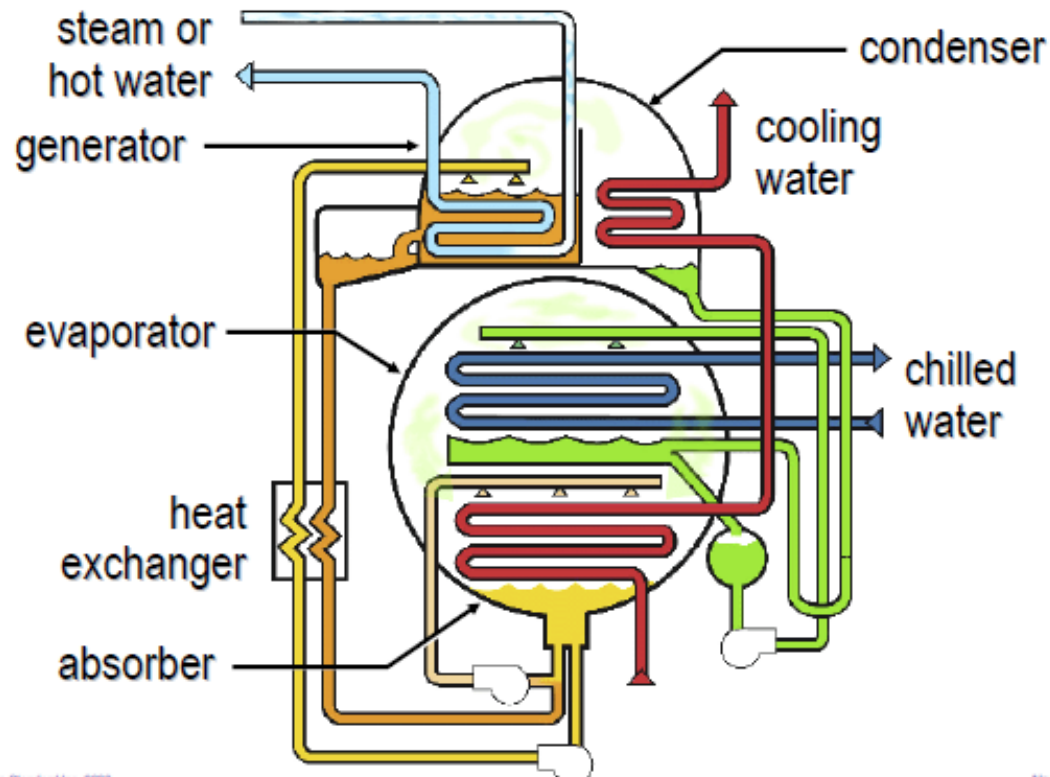 steam or
hot water
generator
condenser
cooling
water
evaporator
chilled
water
heat
exchanger
absorber